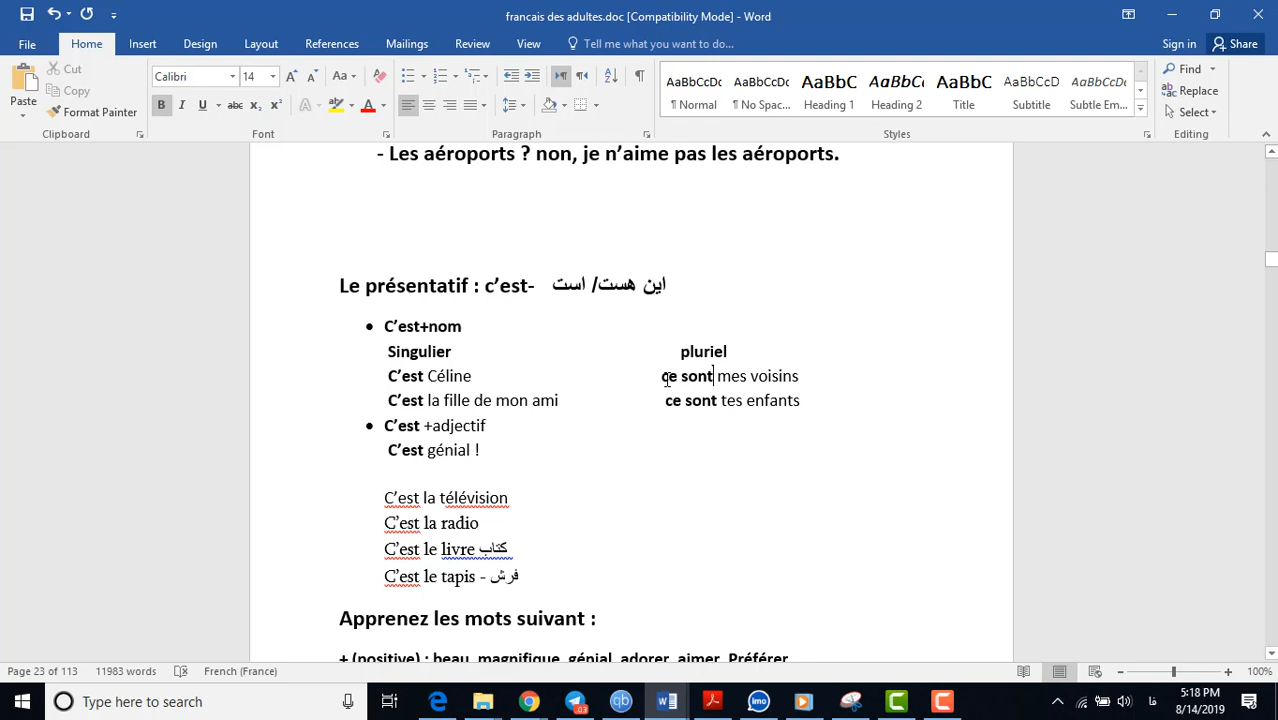 francais des adultes.doc [Compatibility Mode] - Word
File Home Insert Design Layout References Mailings Review View Tell me what you want to do... Sign in Share
Paste
Cut
Copy
Format Painter
Clipboard
Calibri 14
Font
Paragraph
AaBbCcDc AaBbCcDc AaBbC AaBbCc AaBbC AaBbCcDd AaBbCcDc
¶ Normal ¶ No Spac... Heading 1 Heading 2 Title Subtitle Subtle Em...
Styles
Find
Replace
Select
Editing
- Les aéroports ? non, je n’aime pas les aéroports.
Le présentatif : c’est- این هست/ است
• C’est+nom
Singulier pluriel
C’est Céline ce sont mes voisins
C’est la fille de mon ami ce sont tes enfants
• C’est +adjectif
C’est génial !
C’est la télévision
C’est la radio
C’est le livre کتاب
C’est le tapis - فرش
Apprenez les mots suivant :
+ (positive) : beau, magnifique, génial, adorer, aimer, Préférer
Page 23 of 113 11983 words French (France) 100%
Type here to search
فا
5:18 PM
8/14/2019